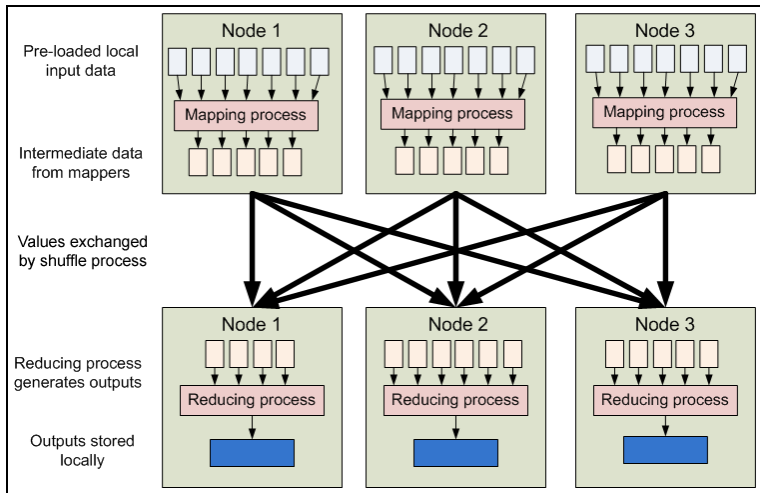 Node 1
Node 2
Node 3
Pre-loaded local
input data
Mapping process
Mapping process
Mapping process
Intermediate data
from mappers
Values exchanged
by shuffle process
Node 1
Node 2
Node 3
Reducing process
generates outputs
Reducing process
Reducing process
Reducing process
Outputs stored
locally